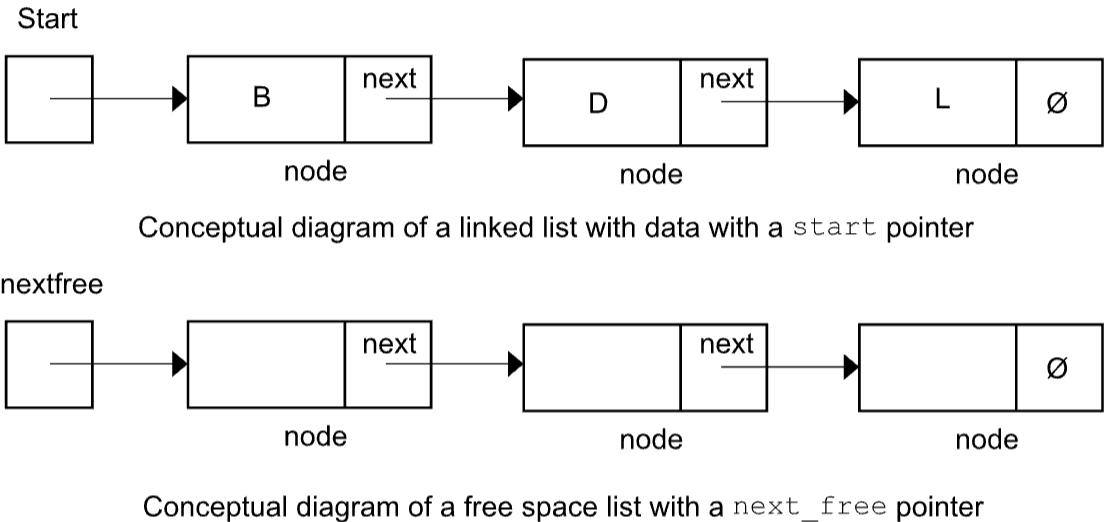 Start
next next
B D L Ø
node node node
Conceptual diagram of a linked list with data with a start pointer
nextfree
next next
Ø
node node node
Conceptual diagram of a free space list with a next_free pointer